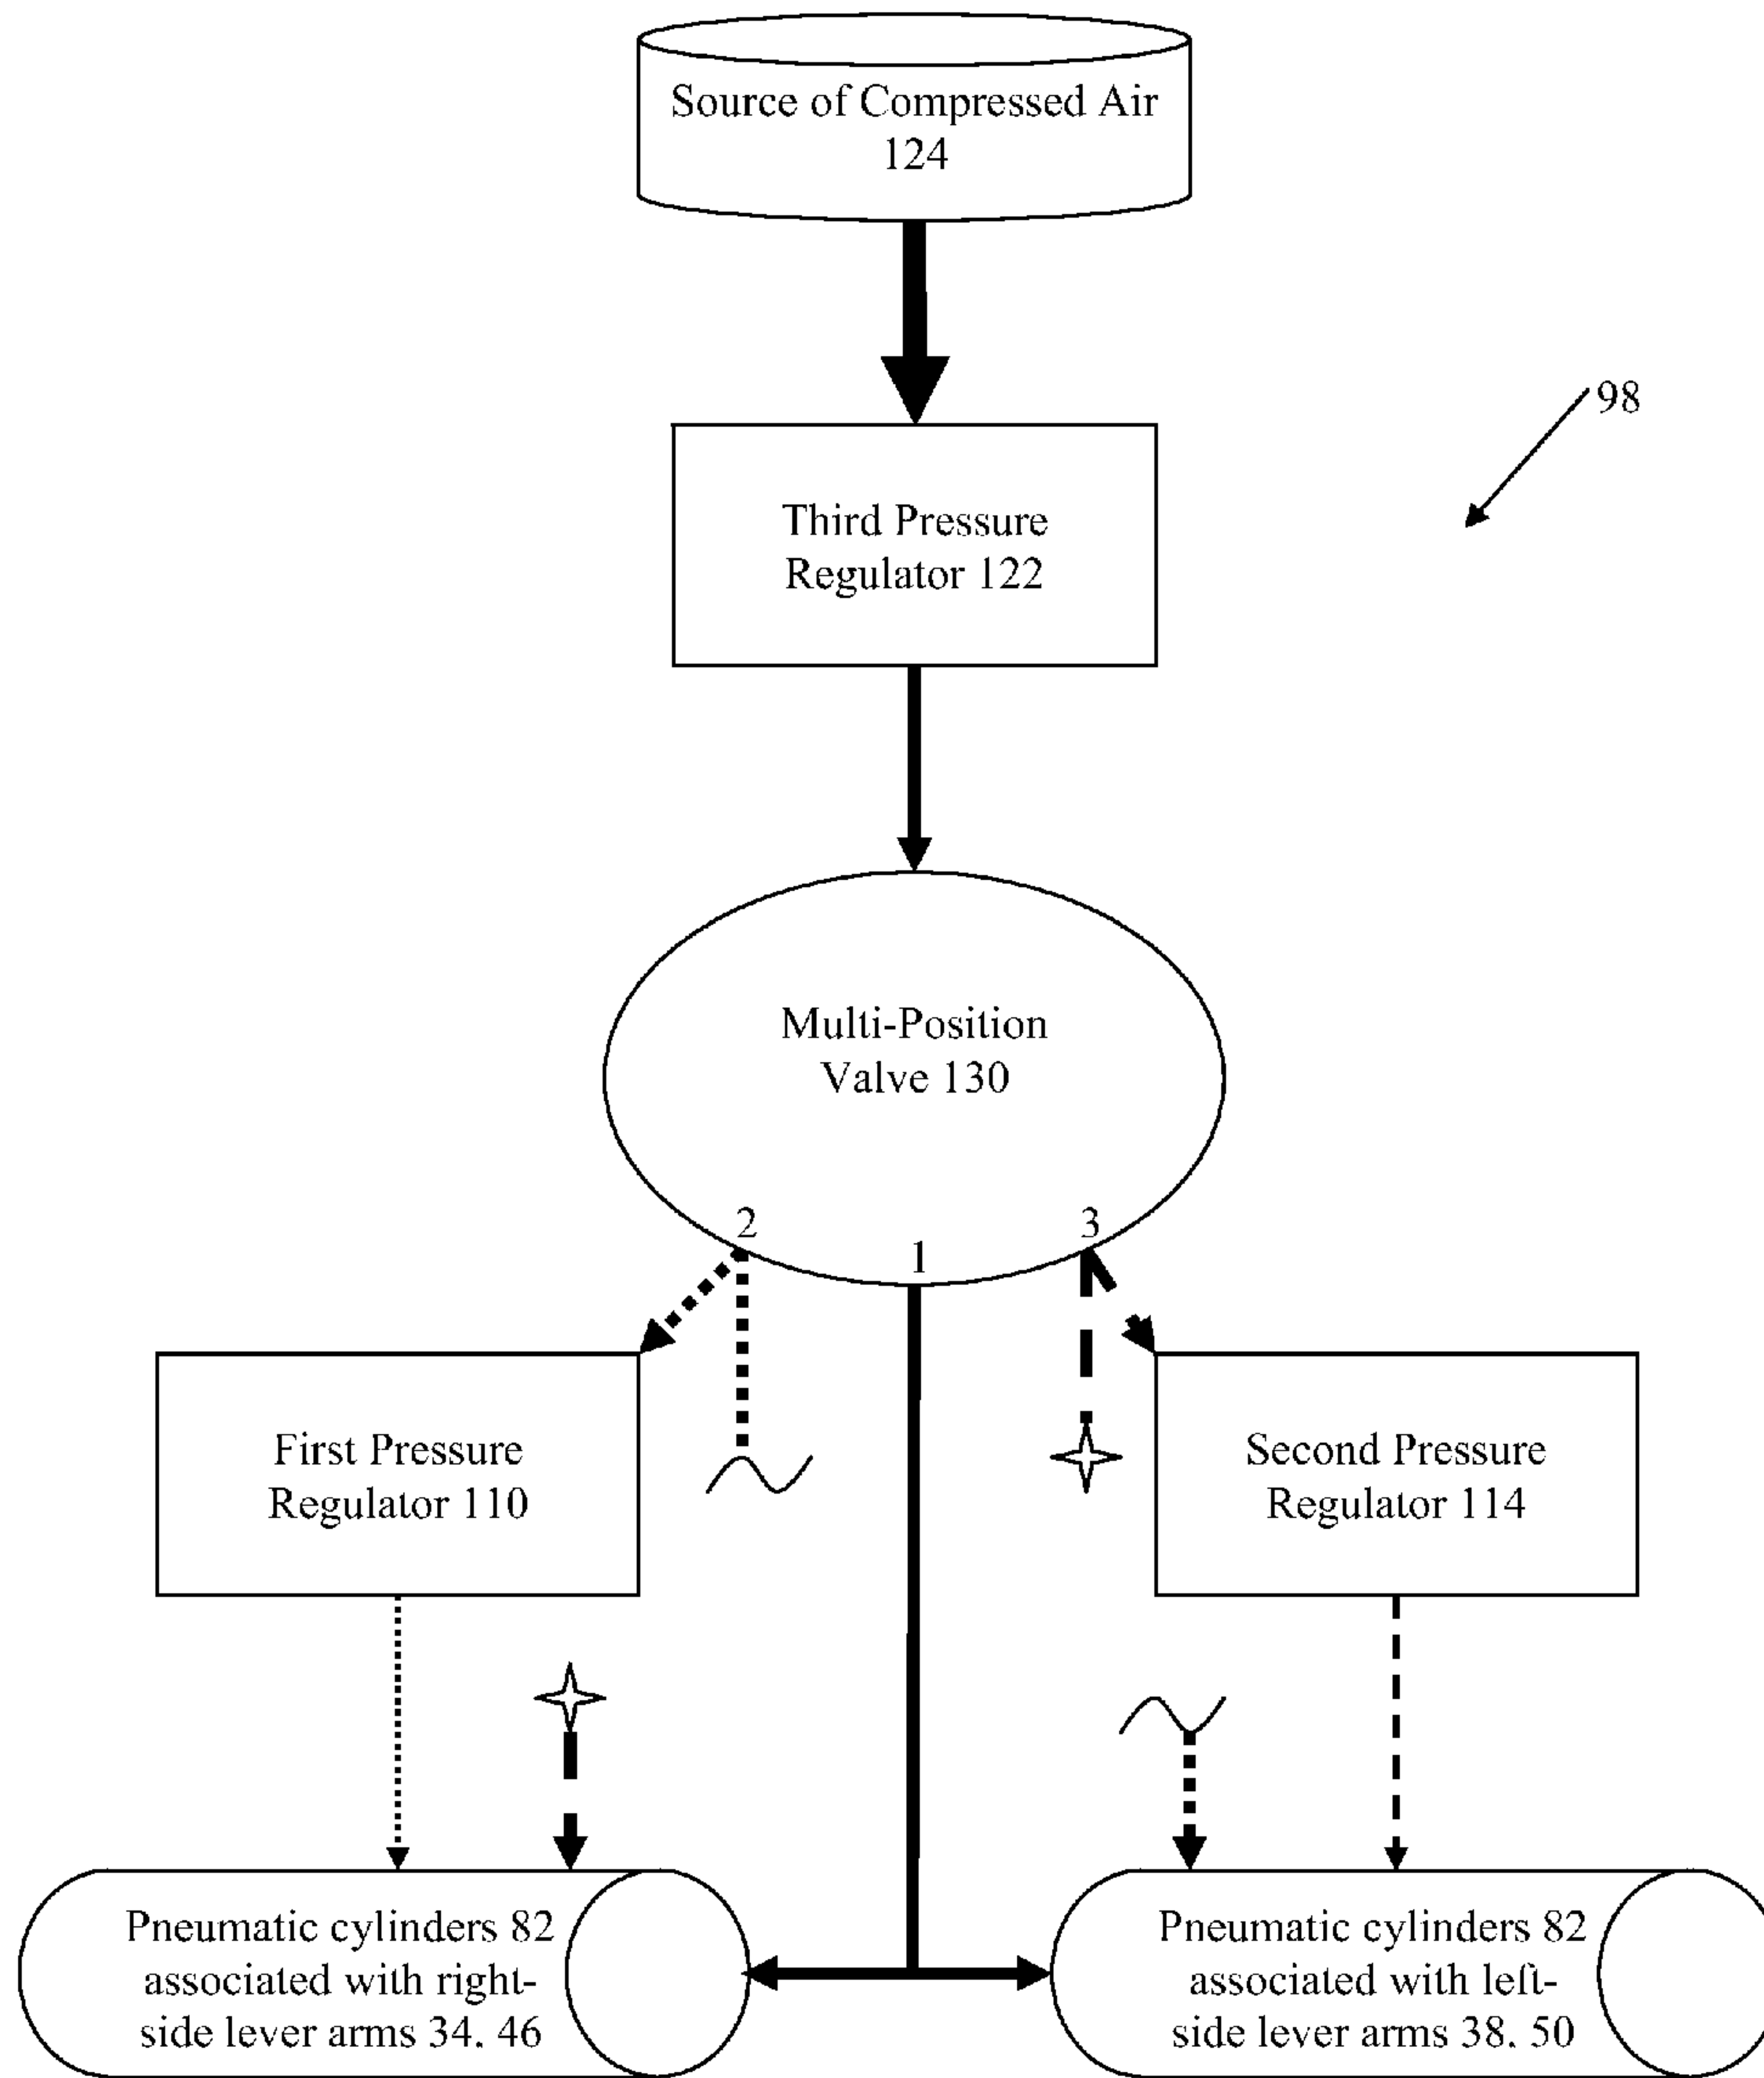 Source of Compressed Air
124
98
Third Pressure
Regulator 122
Multi-Position
Valve 130
2
1
3
First Pressure
Regulator 110
Second Pressure
Regulator 114
Pneumatic cylinders 82
associated with right-
side lever arms 34, 46
Pneumatic cylinders 82
associated with left-
side lever arms 38, 50